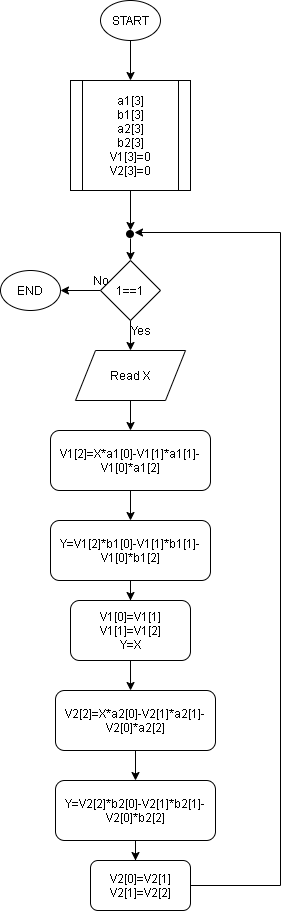 START
a1[3]
b1[3]
a2[3]
b2[3]
V1[3]=0
V2[3]=0
No
END
1==1
Yes
Read X
V1[2]=X*a1[0]-V1[1]*a1[1]-
V1[0]*a1[2]
Y=V1[2]*b1[0]-V1[1]*b1[1]-
V1[0]*b1[2]
V1[0]=V1[1]
V1[1]=V1[2]
Y=X
V2[2]=X*a2[0]-V2[1]*a2[1]-
V2[0]*a2[2]
Y=V2[2]*b2[0]-V2[1]*b2[1]-
V2[0]*b2[2]
V2[0]=V2[1]
V2[1]=V2[2]